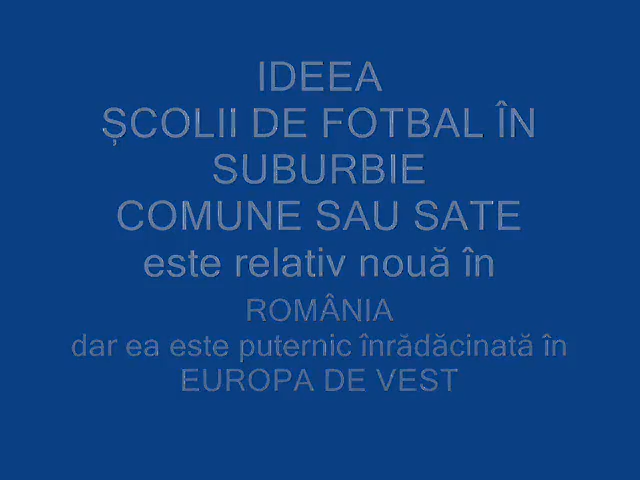 IDEEA
ȘCOLII DE FOTBAL ÎN
SUBURBIE
COMUNE SAU SATE
este relativ nouă în
ROMÂNIA
dar ea este puternic înrădăcinată în
EUROPA DE VEST